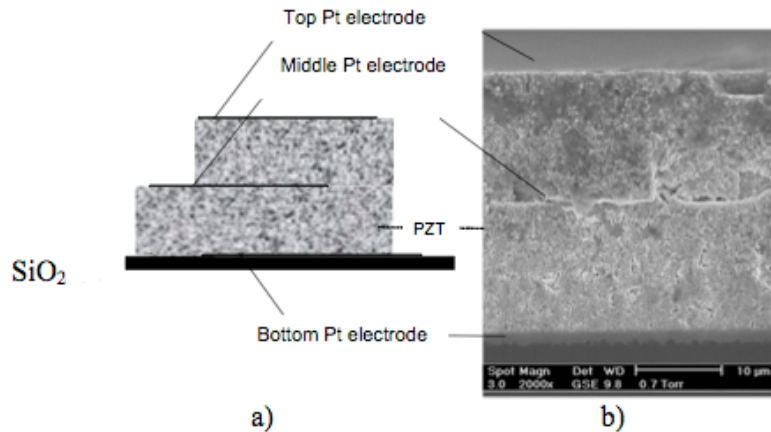 Top Pt electrode
Middle Pt electrode
PZT
SiO₂
Bottom Pt electrode
Spot Magn Det WD 10 µm
3.0 2000x GSE 9.8 0.7 Torr
a) b)